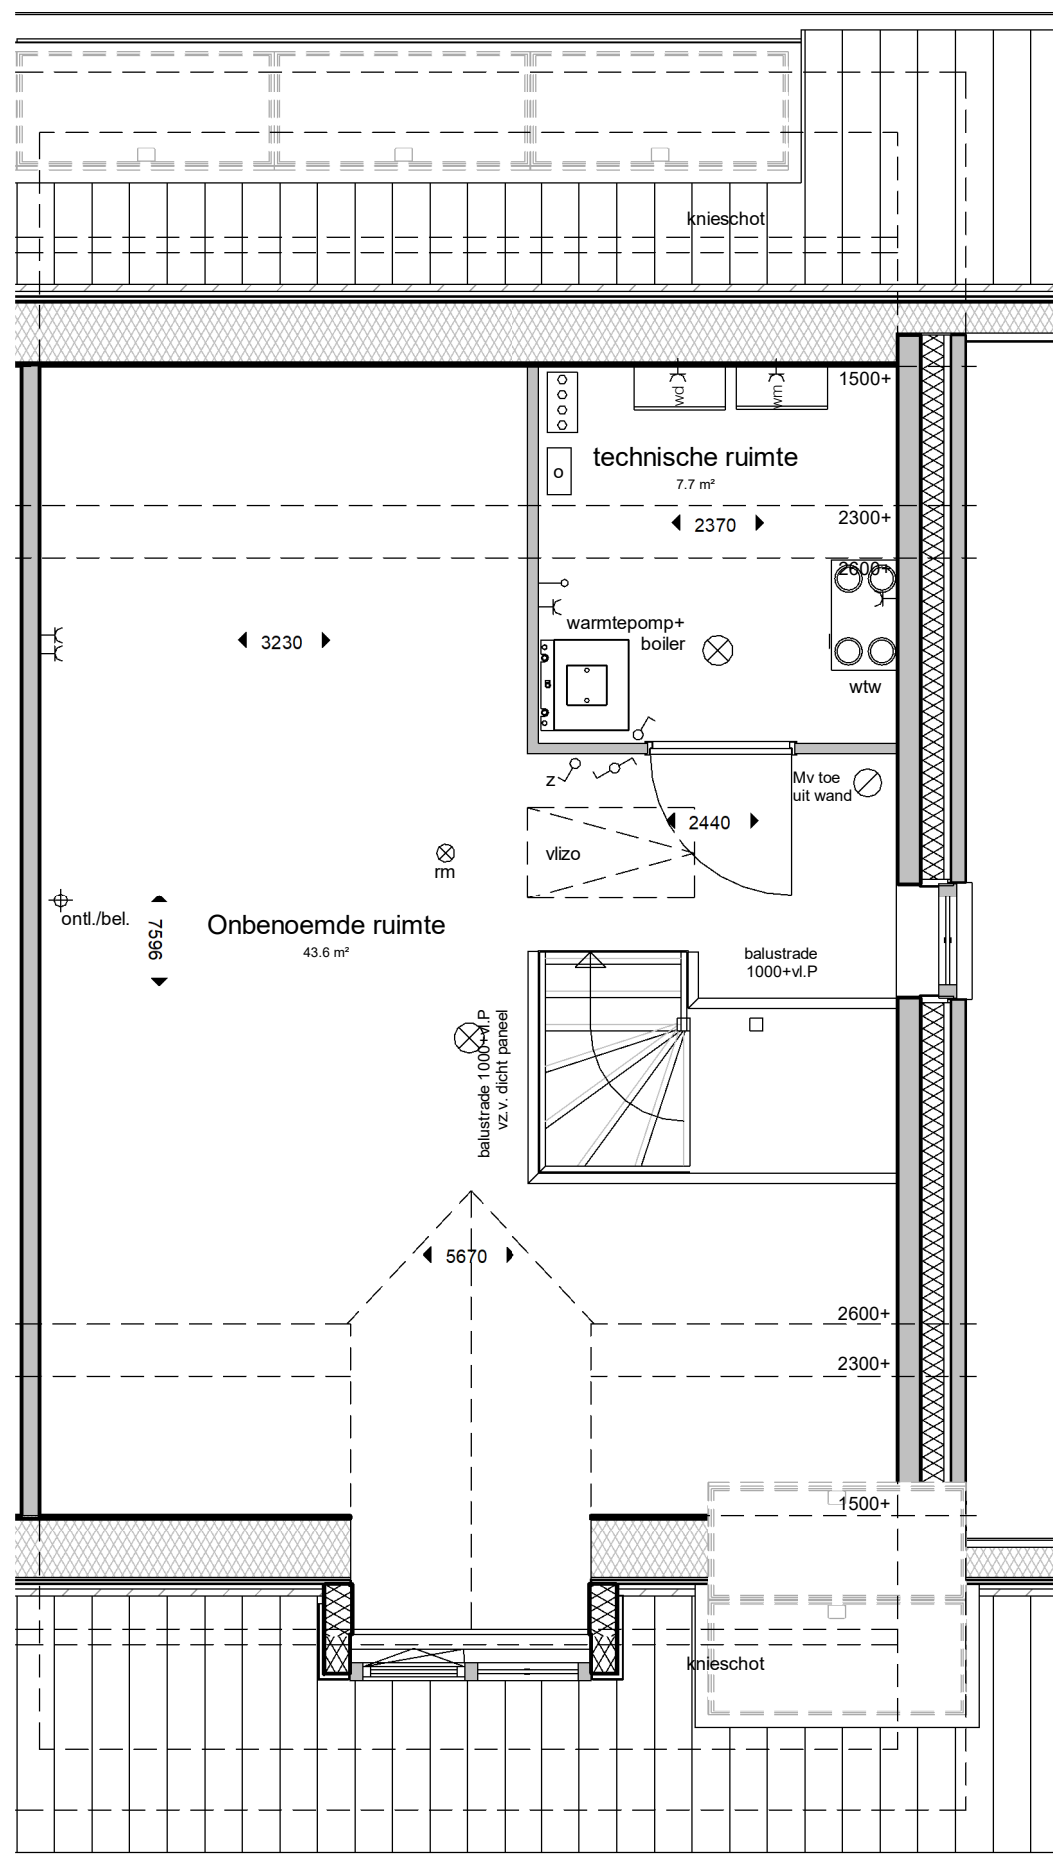 knieschot
1500+
wd
wm
technische ruimte
7.7 m²
2370
2300+
2600+
3230
warmtepomp+
boiler
wtw
z
Mv toe
uit wand
2440
vlizo
rm
ontl./bel.
7596
Onbenoemde ruimte
43.6 m²
balustrade
1000+vl.P
balustrade 1000+vl.P
vz.v. dicht paneel
5670
2600+
2300+
1500+
knieschot